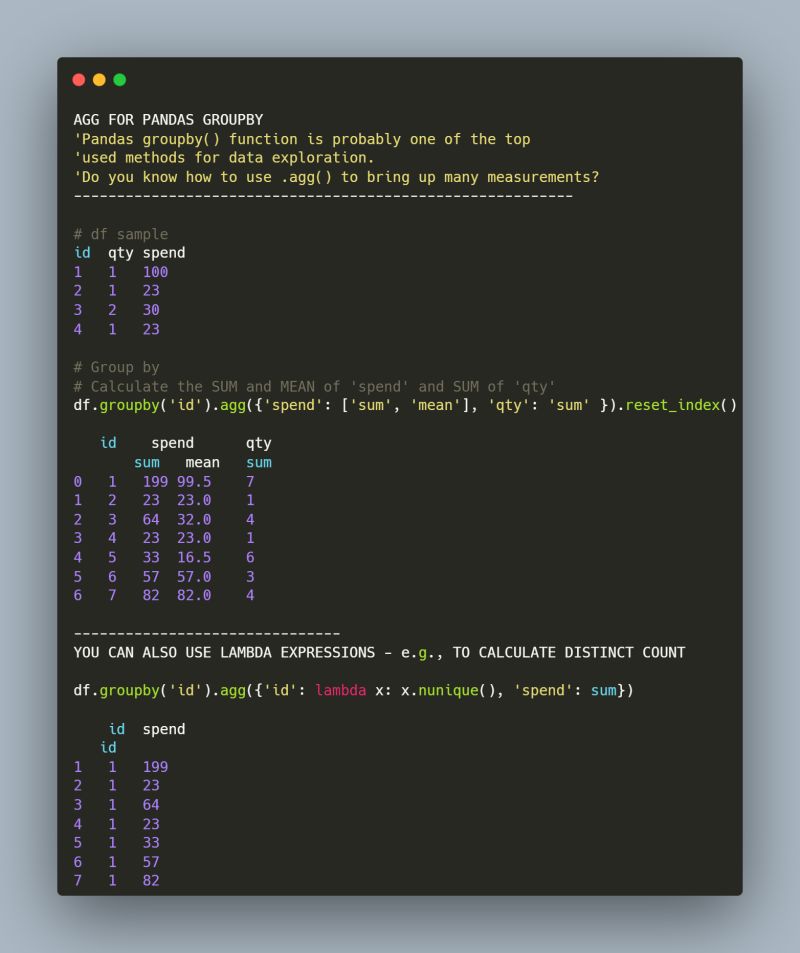 AGG FOR PANDAS GROUPBY
'Pandas groupby() function is probably one of the top
'used methods for data exploration.
'Do you know how to use .agg() to bring up many measurements?
----------------------------------------------------------
# df sample
id  qty spend
1   1   100
2   1   23
3   2   30
4   1   23
# Group by
# Calculate the SUM and MEAN of 'spend' and SUM of 'qty'
df.groupby('id').agg({'spend': ['sum', 'mean'], 'qty': 'sum' }).reset_index()
   id    spend      qty
       sum   mean   sum
0   1   199 99.5    7
1   2   23  23.0    1
2   3   64  32.0    4
3   4   23  23.0    1
4   5   33  16.5    6
5   6   57  57.0    3
6   7   82  82.0    4
-------------------------------
YOU CAN ALSO USE LAMBDA EXPRESSIONS - e.g., TO CALCULATE DISTINCT COUNT
df.groupby('id').agg({'id': lambda x: x.nunique(), 'spend': sum})
    id  spend
   id
1   1   199
2   1   23
3   1   64
4   1   23
5   1   33
6   1   57
7   1   82